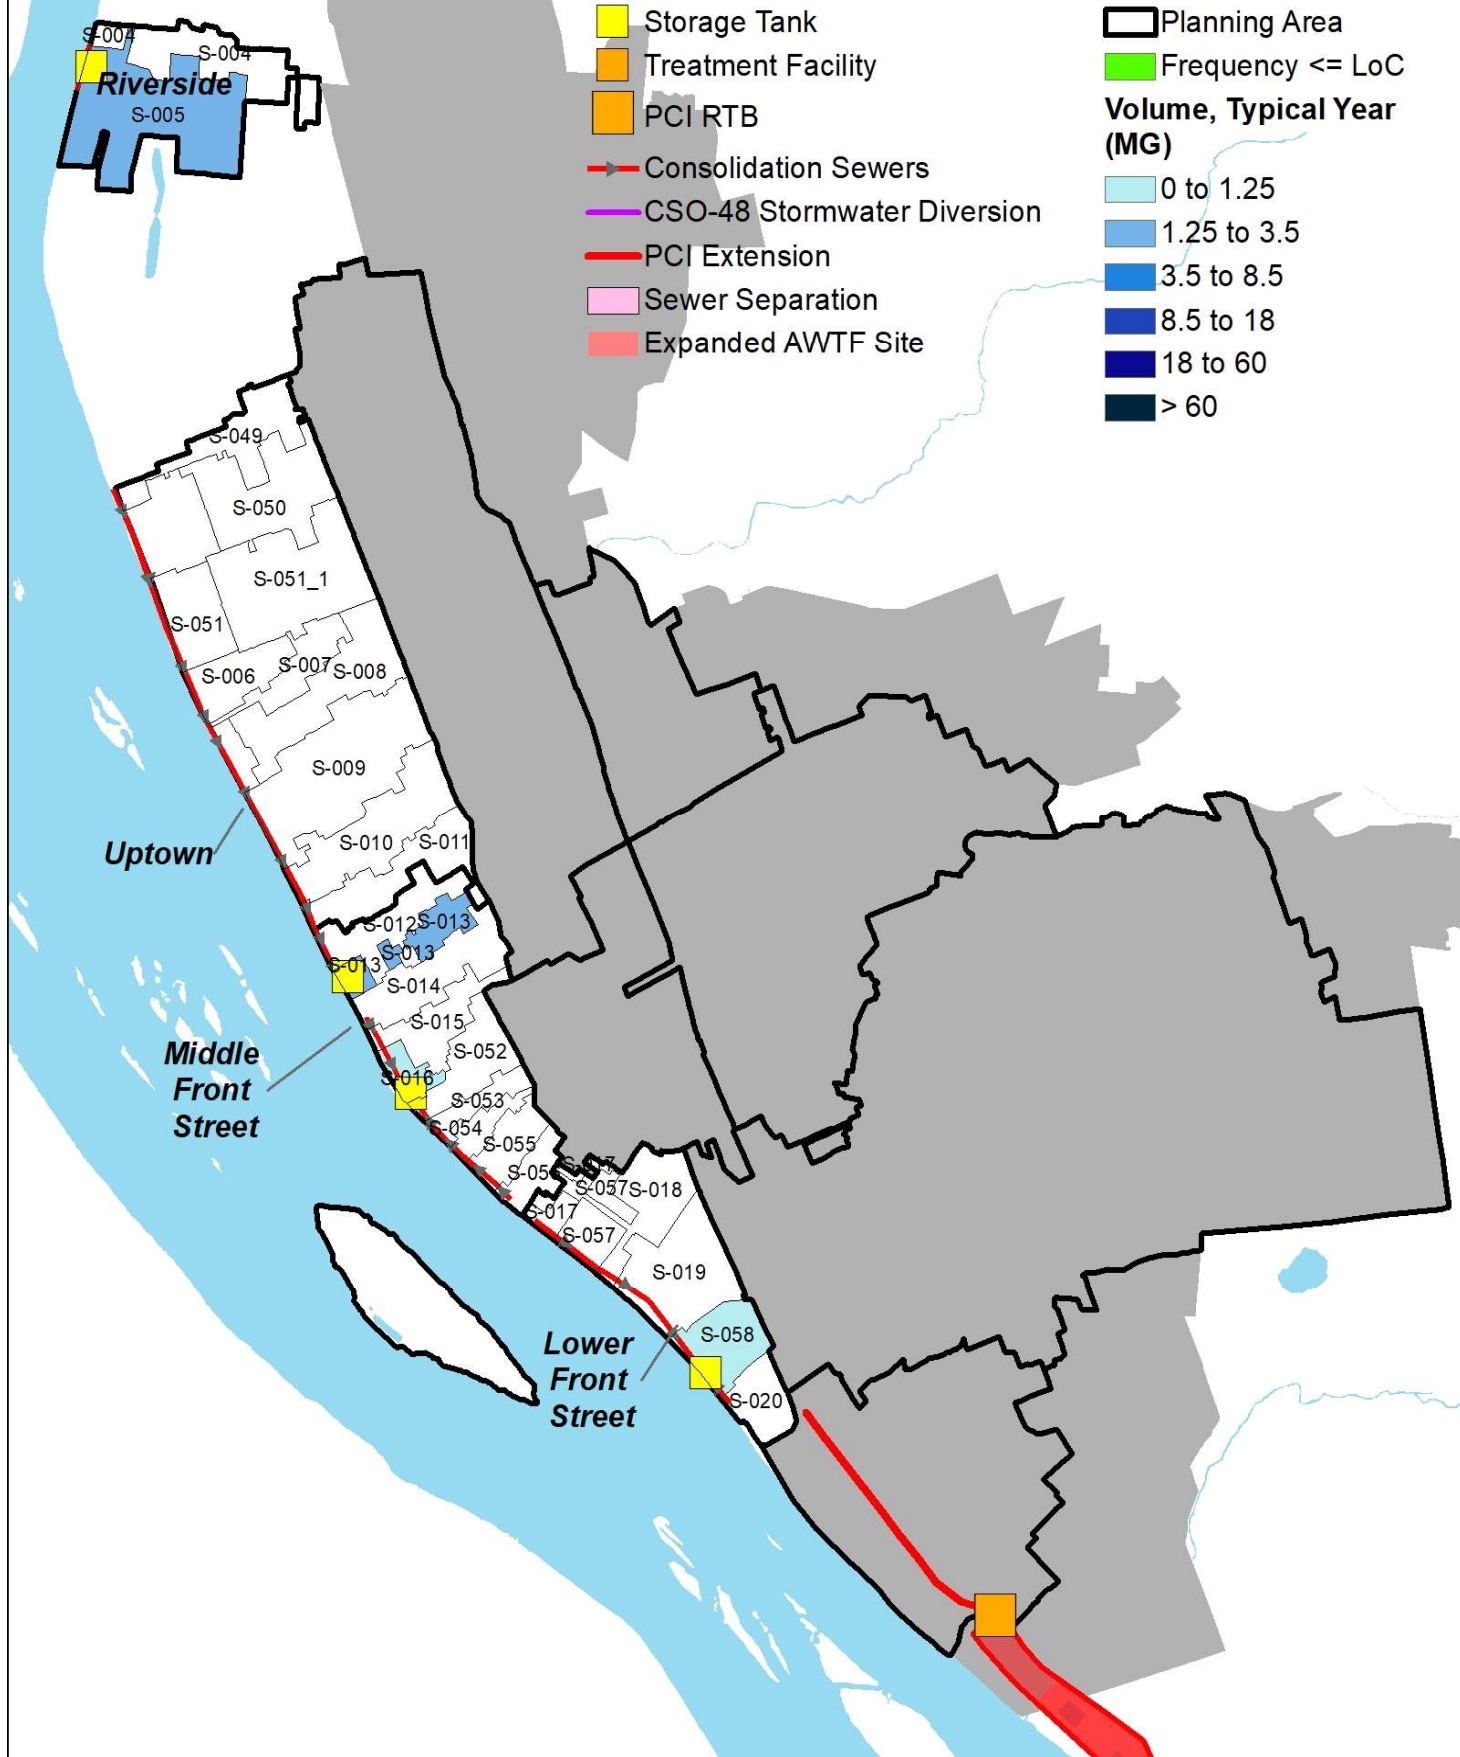 Storage Tank
Treatment Facility
PCI RTB
Consolidation Sewers
CSO-48 Stormwater Diversion
PCI Extension
Sewer Separation
Expanded AWTF Site
Planning Area
Frequency <= LoC
Volume, Typical Year
(MG)
0 to 1.25
1.25 to 3.5
3.5 to 8.5
8.5 to 18
18 to 60
> 60
S-004
S-004
Riverside
S-005
S-049
S-050
S-051_1
S-051
S-006
S-007
S-008
S-009
Uptown
S-010
S-011
S-012
S-013
S-013
S-013
S-014
S-015
Middle
Front
Street
S-052
S-016
S-053
S-054
S-055
S-056
S-017
S-057
S-018
S-017
S-057
S-019
Lower
Front
Street
S-058
S-020